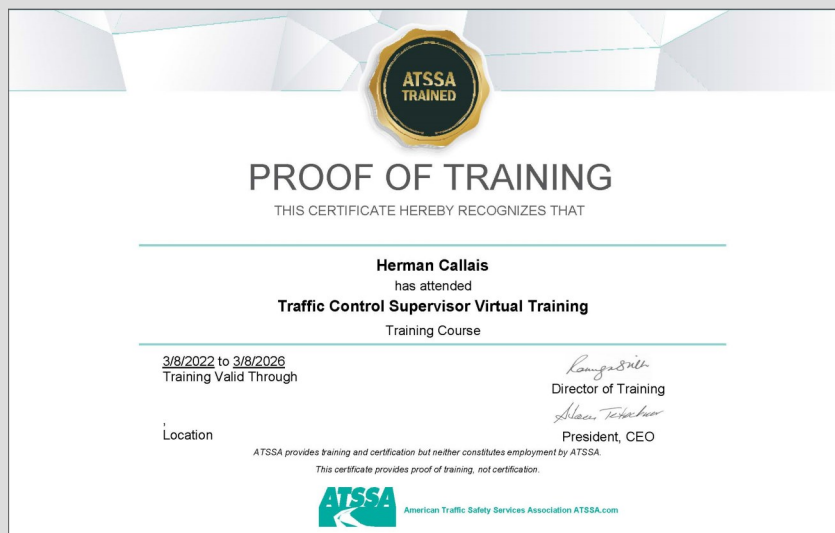 ATSSA
TRAINED
PROOF OF TRAINING
THIS CERTIFICATE HEREBY RECOGNIZES THAT
Herman Callais
has attended
Traffic Control Supervisor Virtual Training
Training Course
3/8/2022 to 3/8/2026
Training Valid Through
Director of Training
,
Location
President, CEO
ATSSA provides training and certification but neither constitutes employment by ATSSA.
This certificate provides proof of training, not certification.
ATSSA
American Traffic Safety Services Association ATSSA.com